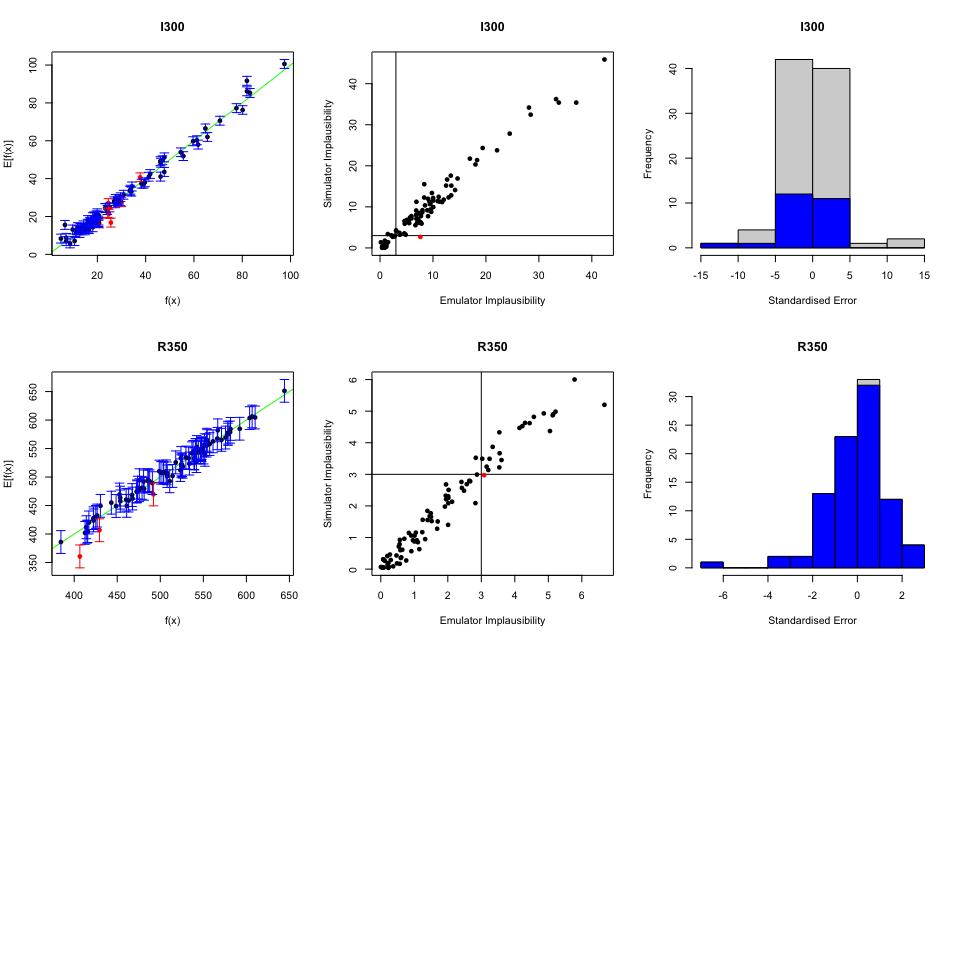 I300
E[f(x)]
0 20 40 60 80 100
20 40 60 80 100
f(x)
I300
Simulator Implausibility
0 10 20 30 40
0 10 20 30 40
Emulator Implausibility
I300
Frequency
0 10 20 30 40
-15 -10 -5 0 5 10 15
Standardised Error
R350
E[f(x)]
350 400 450 500 550 600 650
400 450 500 550 600 650
f(x)
R350
Simulator Implausibility
0 1 2 3 4 5 6
0 1 2 3 4 5 6
Emulator Implausibility
R350
Frequency
0 5 10 15 20 25 30
-6 -4 -2 0 2
Standardised Error